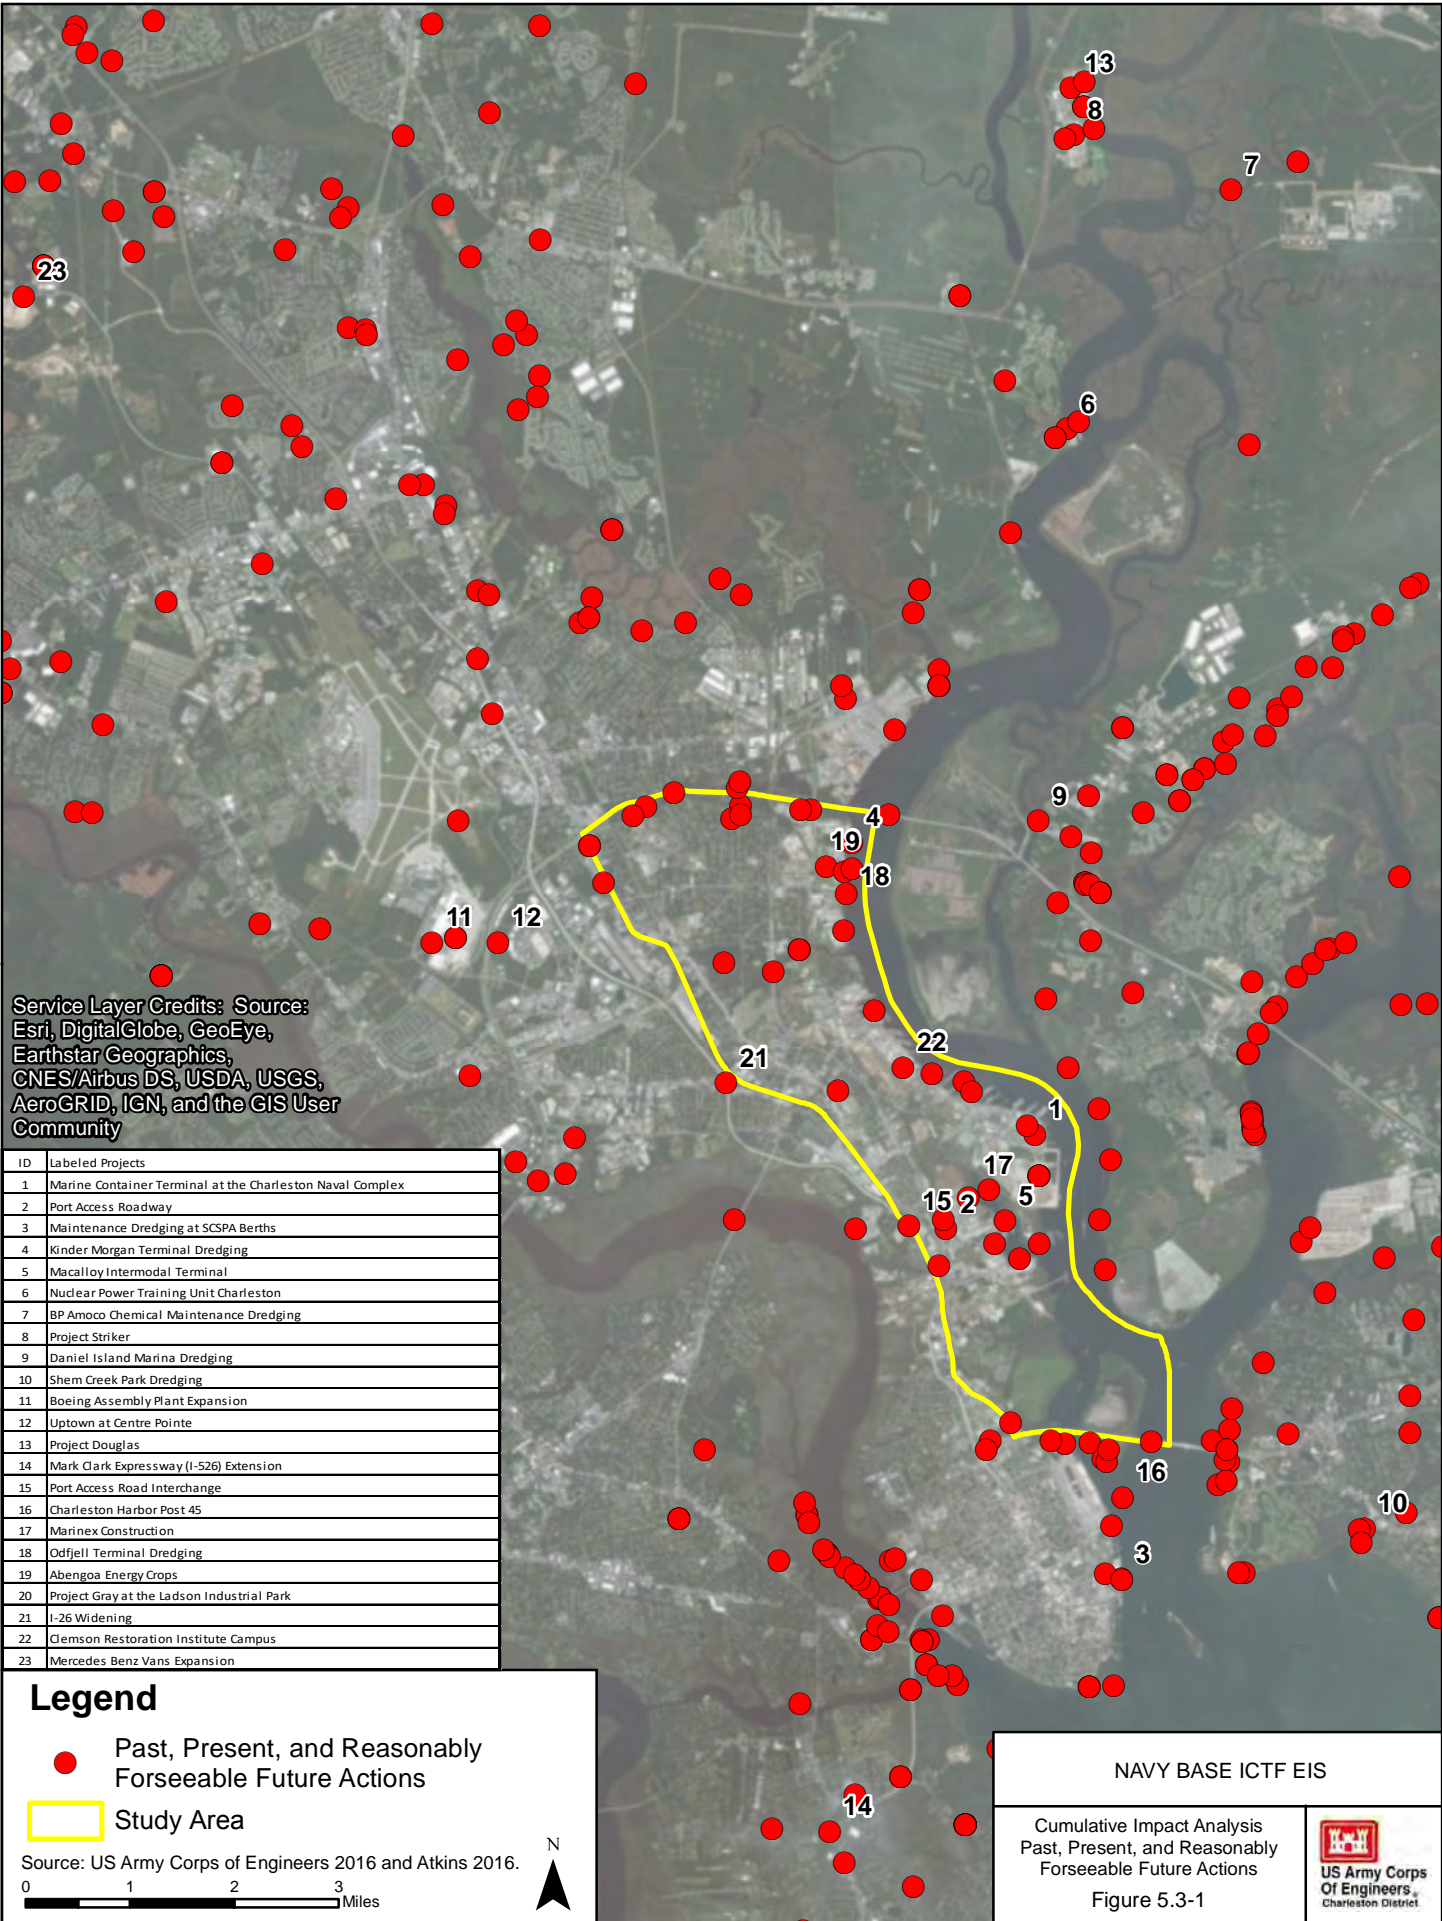 13
8
7
23
6
9
4
19
18
11
12
22
21
1
17
5
15
2
16
10
3
14
Service Layer Credits: Source:
Esri, DigitalGlobe, GeoEye,
Earthstar Geographics,
CNES/Airbus DS, USDA, USGS,
AeroGRID, IGN, and the GIS User
Community
ID Labeled Projects
1 Marine Container Terminal at the Charleston Naval Complex
2 Port Access Roadway
3 Maintenance Dredging at SCSPA Berths
4 Kinder Morgan Terminal Dredging
5 Macalloy Intermodal Terminal
6 Nuclear Power Training Unit Charleston
7 BP Amoco Chemical Maintenance Dredging
8 Project Striker
9 Daniel Island Marina Dredging
10 Shem Creek Park Dredging
11 Boeing Assembly Plant Expansion
12 Uptown at Centre Pointe
13 Project Douglas
14 Mark Clark Expressway (I-526) Extension
15 Port Access Road Interchange
16 Charleston Harbor Post 45
17 Marinex Construction
18 Odfjell Terminal Dredging
19 Abengoa Energy Crops
20 Project Gray at the Ladson Industrial Park
21 I-26 Widening
22 Clemson Restoration Institute Campus
23 Mercedes Benz Vans Expansion
Legend
Past, Present, and Reasonably
Forseeable Future Actions
Study Area
Source: US Army Corps of Engineers 2016 and Atkins 2016.
0 1 2 3
Miles
N
NAVY BASE ICTF EIS
Cumulative Impact Analysis
Past, Present, and Reasonably
Forseeable Future Actions
Figure 5.3-1
US Army Corps
Of Engineers®
Charleston District